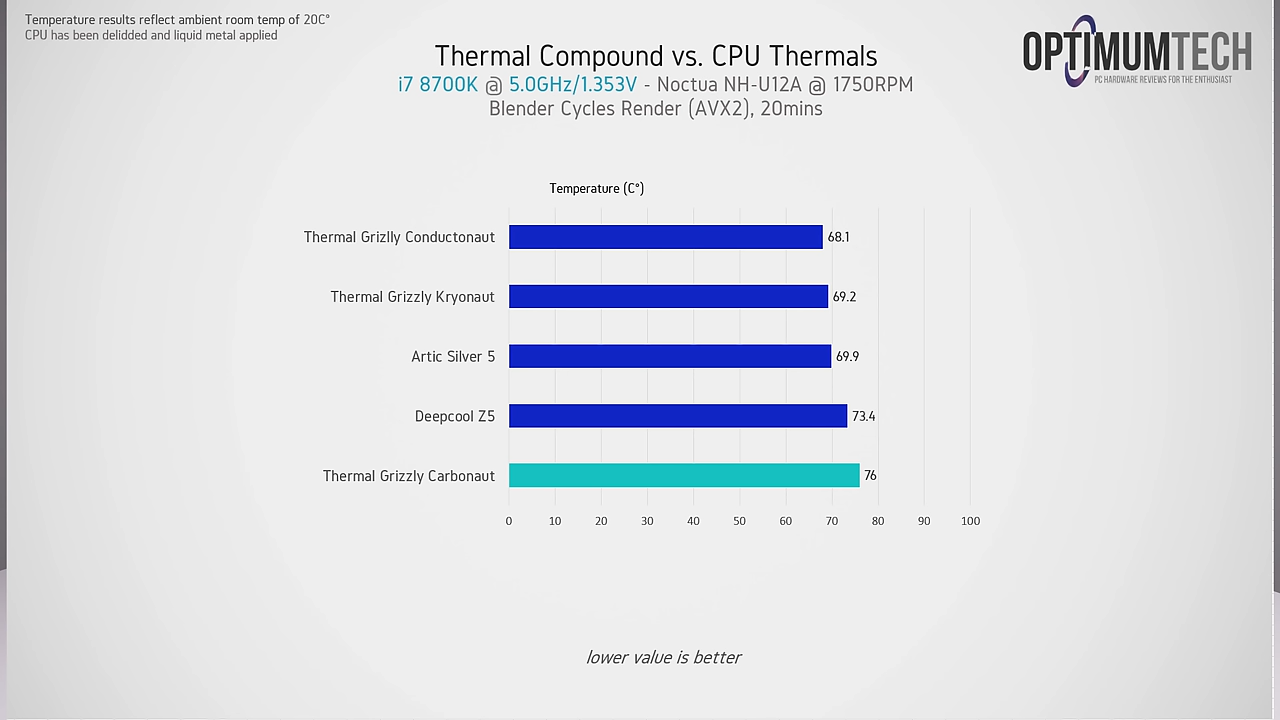 Temperature results reflect ambient room temp of 20C°
CPU has been delidded and liquid metal applied
OPTIMUMTECH
PC HARDWARE REVIEWS FOR THE ENTHUSIAST
Thermal Compound vs. CPU Thermals
i7 8700K @ 5.0GHz/1.353V - Noctua NH-U12A @ 1750RPM
Blender Cycles Render (AVX2), 20mins
Temperature (C°)
Thermal Grizlly Conductonaut 68.1
Thermal Grizzly Kryonaut 69.2
Artic Silver 5 69.9
Deepcool Z5 73.4
Thermal Grizzly Carbonaut 76
0 10 20 30 40 50 60 70 80 90 100
lower value is better